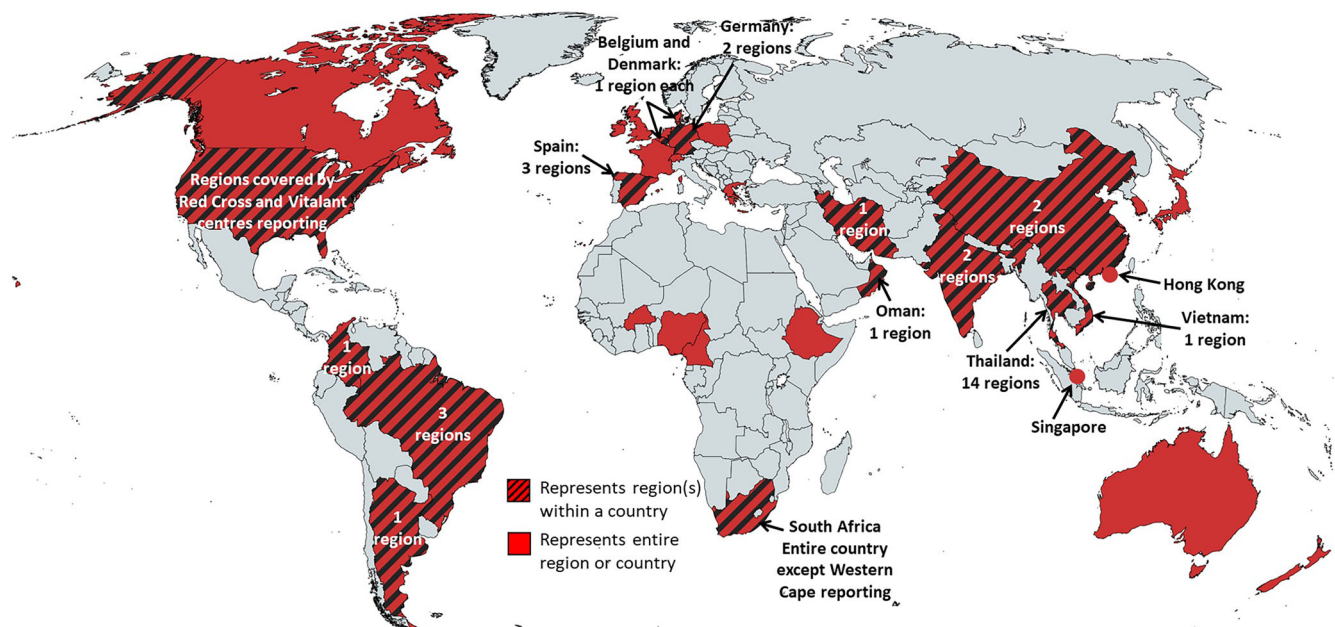 Germany:
2 regions
Belgium and
Denmark:
1 region each
Spain:
3 regions
Regions covered by
Red Cross and Vitalant
centres reporting
1
region
2
regions
2
regions
Hong Kong
Oman:
1 region
Vietnam:
1 region
Thailand:
14 regions
Singapore
1
region
3
regions
1
region
Represents region(s)
within a country
Represents entire
region or country
South Africa
Entire country
except Western
Cape reporting